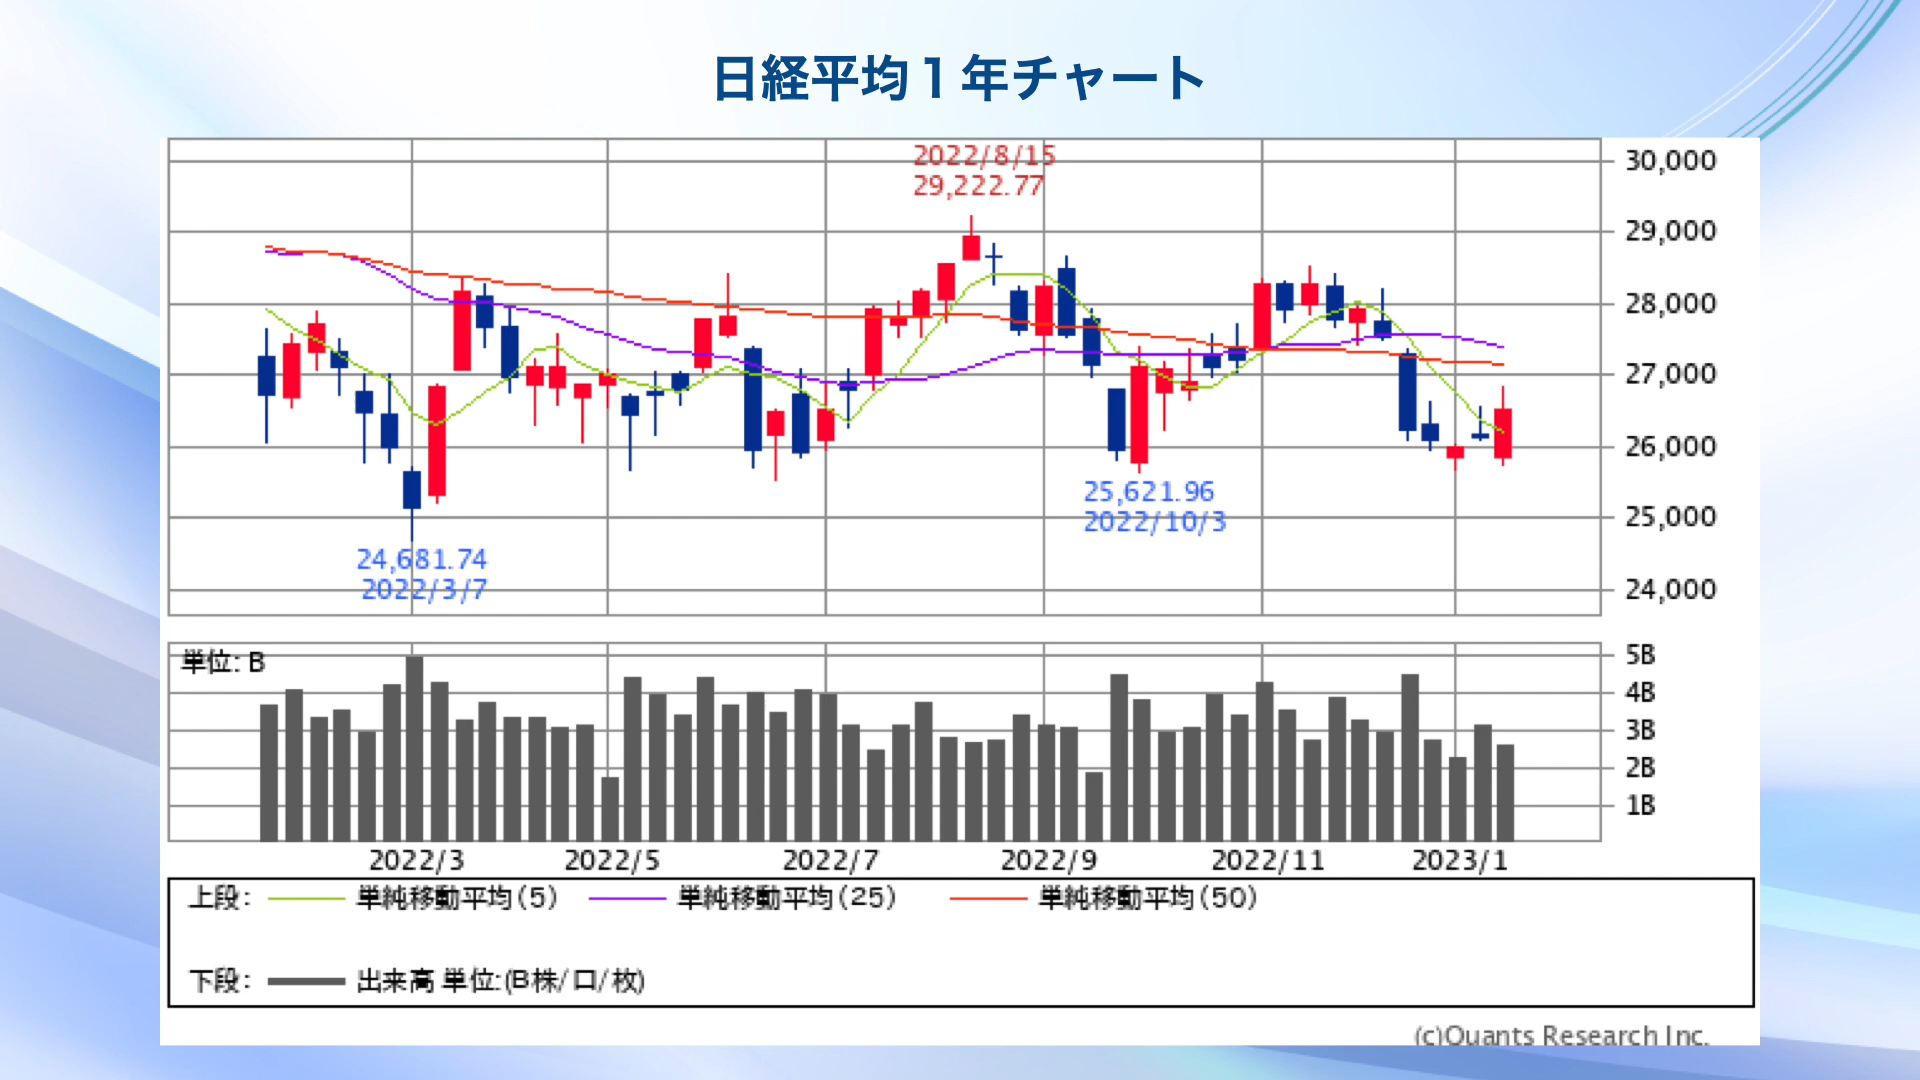 日経平均１年チャート
2022/8/15
29,222.77
30,000
29,000
28,000
27,000
26,000
25,000
24,000
25,621.96
2022/10/3
24,681.74
2022/3/7
単位: B
5B
4B
3B
2B
1B
2022/3 2022/5 2022/7 2022/9 2022/11 2023/1
上段: 単純移動平均(5) 単純移動平均(25) 単純移動平均(50)
下段: 出来高 単位:(B株/口/枚)
(c)Quants Research Inc.